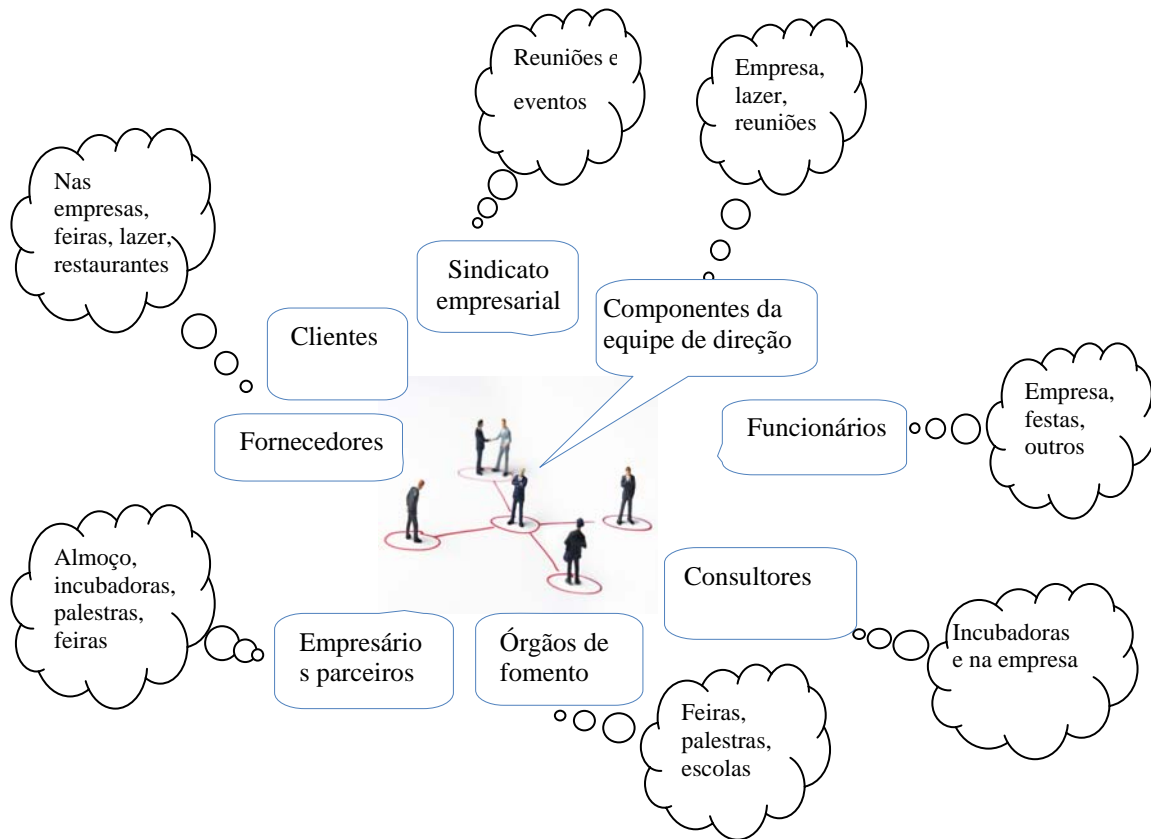 Reuniões e
eventos
Empresa,
lazer,
reuniões
Nas
empresas,
feiras, lazer,
restaurantes
Sindicato
empresarial
Componentes da
equipe de direção
Clientes
Fornecedores
Funcionários
Empresa,
festas,
outros
Almoço,
incubadoras,
palestras,
feiras
Consultores
Empresário
s parceiros
Órgãos de
fomento
Incubadoras
e na empresa
Feiras,
palestras,
escolas